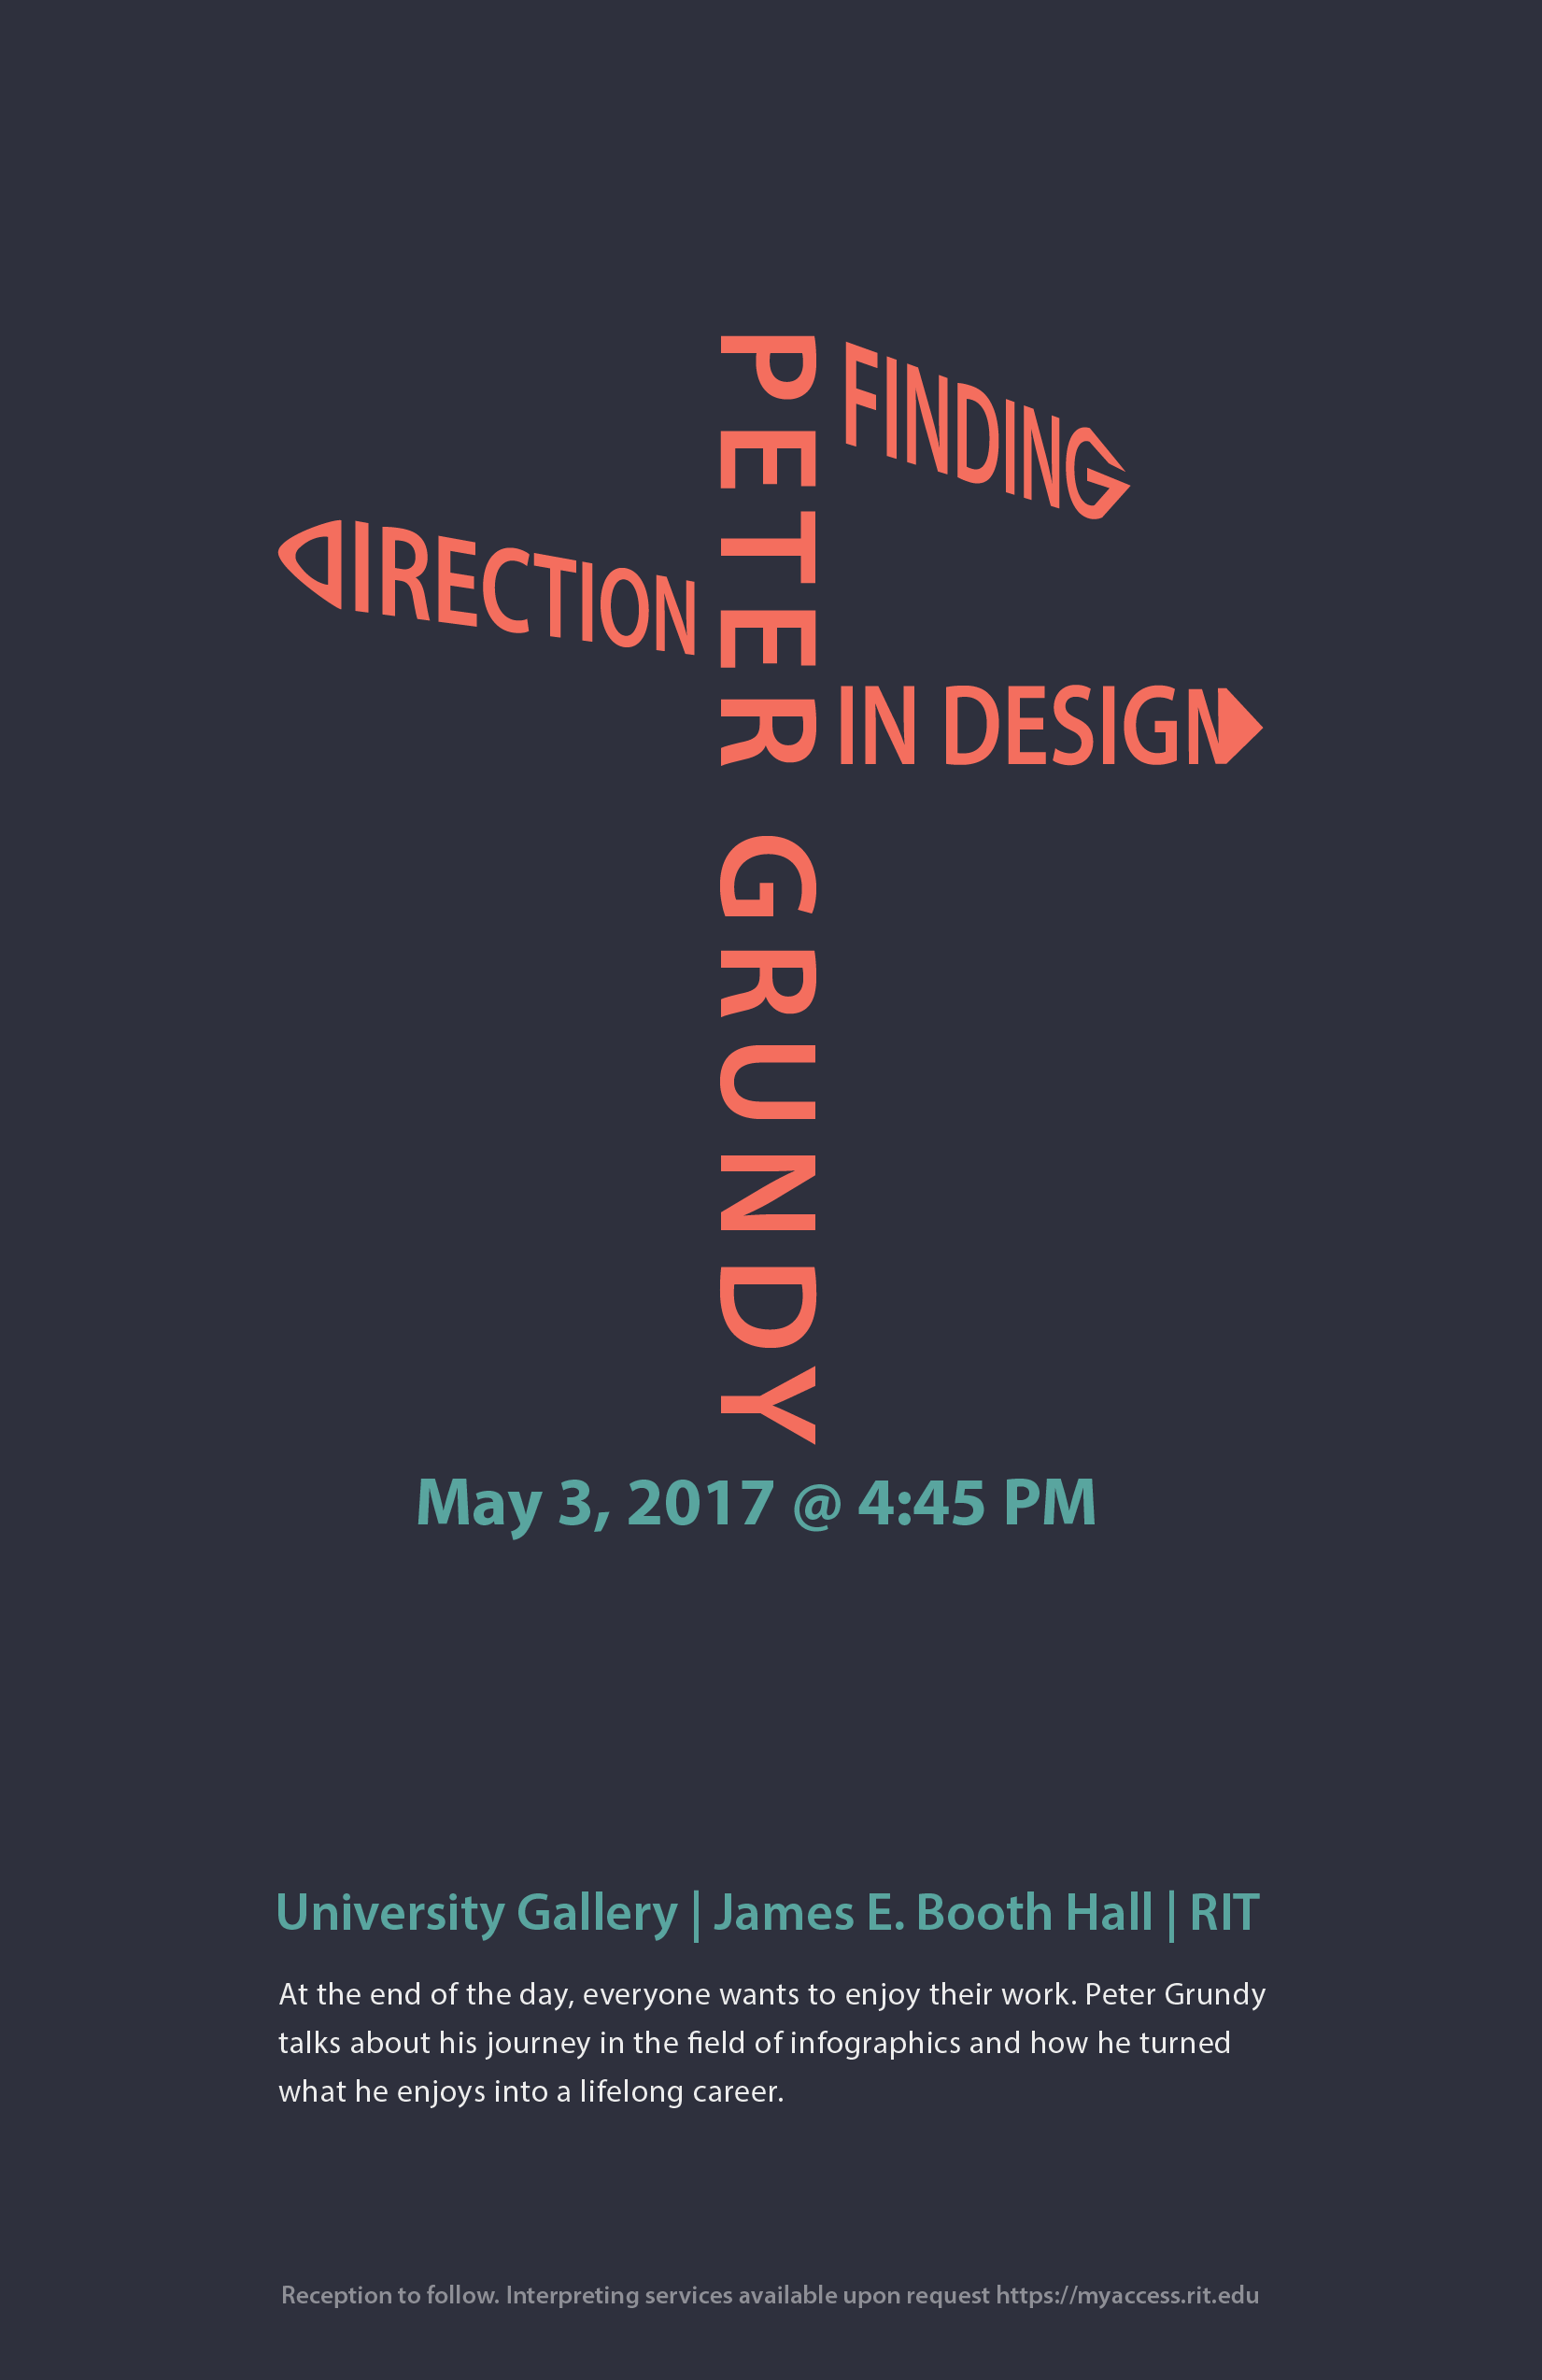 PETER GRUNDY
FINDING
DIRECTION
IN DESIGN
May 3, 2017 @ 4:45 PM
University Gallery | James E. Booth Hall | RIT
At the end of the day, everyone wants to enjoy their work. Peter Grundy
talks about his journey in the field of infographics and how he turned
what he enjoys into a lifelong career.
Reception to follow. Interpreting services available upon request https://myaccess.rit.edu